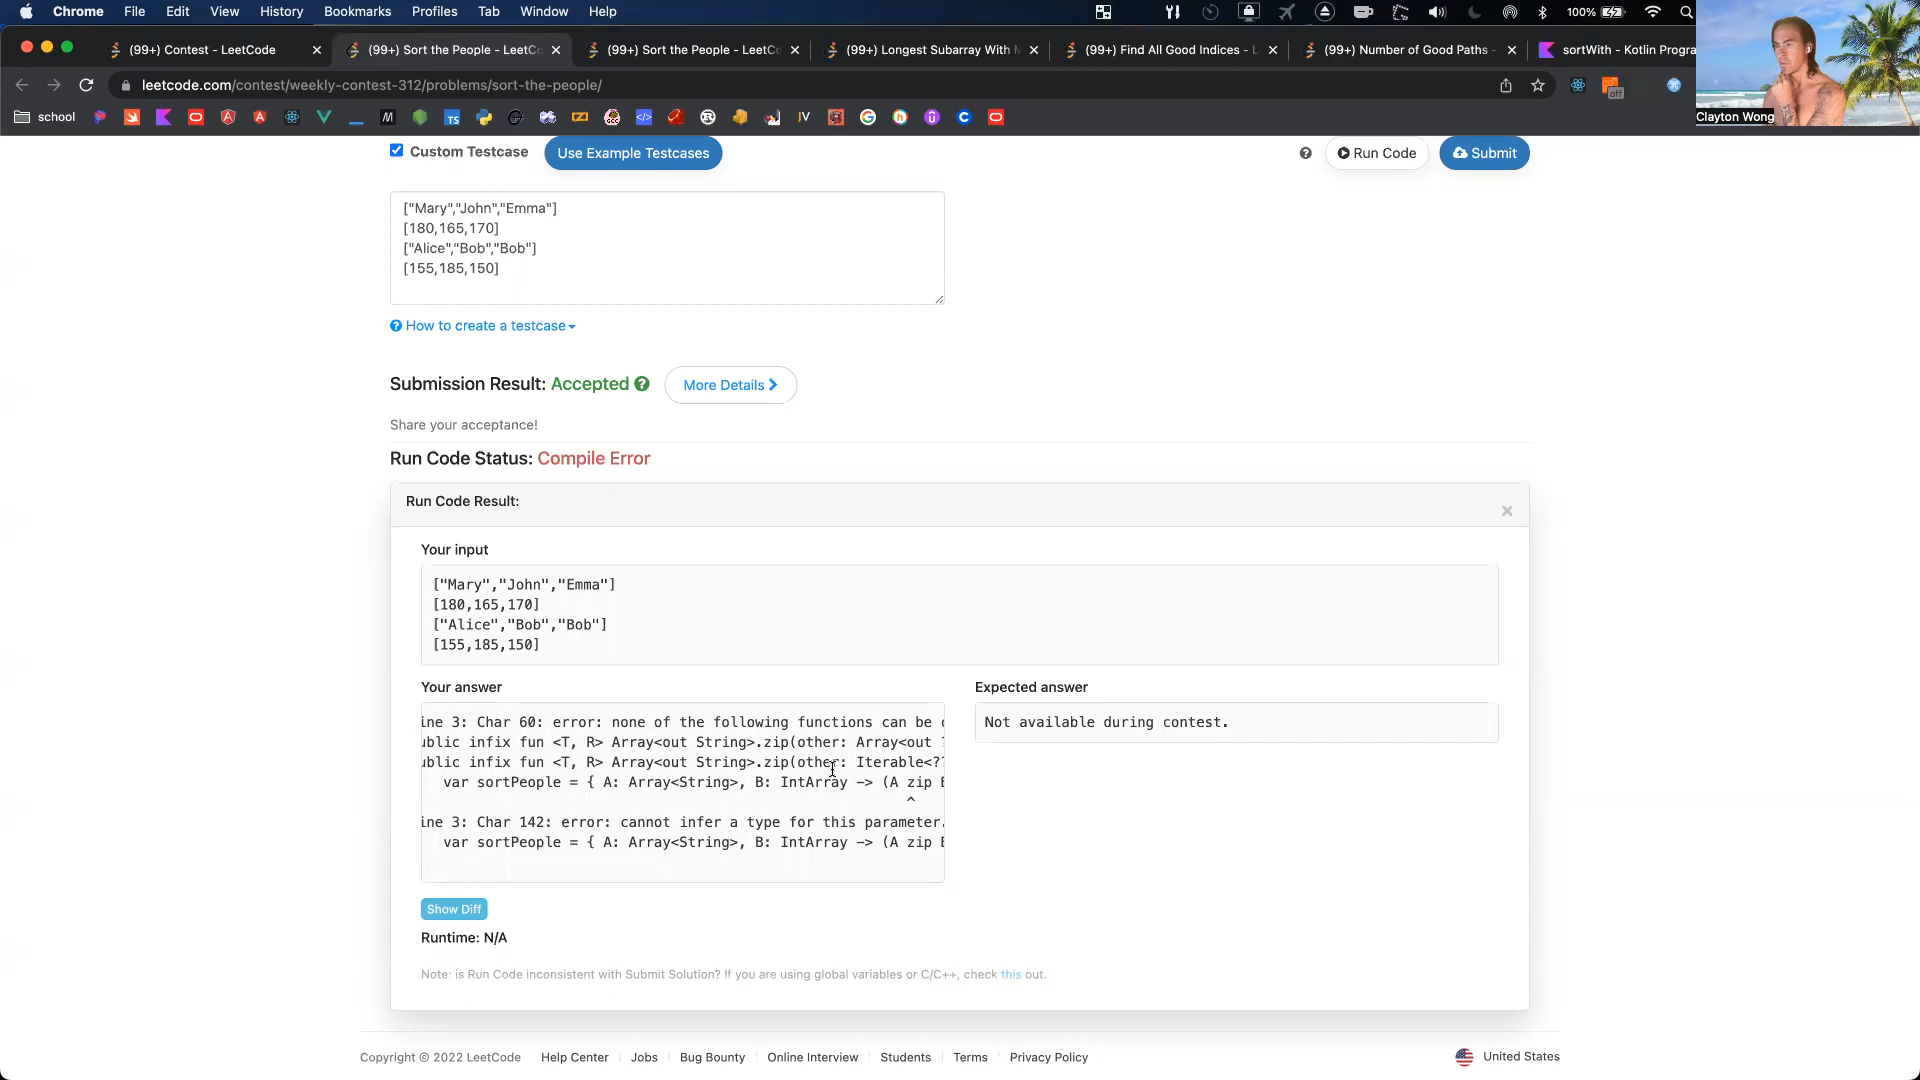 Chrome File Edit View History Bookmarks Profiles Tab Window Help 100%
(99+) Contest - LeetCode
(99+) Sort the People - LeetCo
(99+) Sort the People - LeetCo
(99+) Longest Subarray With M
(99+) Find All Good Indices - L
(99+) Number of Good Paths -
sortWith - Kotlin Progra
leetcode.com/contest/weekly-contest-312/problems/sort-the-people/
off
Clayton Wong
school
TS
JV
Custom Testcase Use Example Testcases Run Code Submit
["Mary","John","Emma"]
[180,165,170]
["Alice","Bob","Bob"]
[155,185,150]
How to create a testcase
Submission Result: Accepted More Details
Share your acceptance!
Run Code Status: Compile Error
Run Code Result:
Your input
["Mary","John","Emma"]
[180,165,170]
["Alice","Bob","Bob"]
[155,185,150]
Your answer
ine 3: Char 60: error: none of the following functions can be c
ublic infix fun <T, R> Array<out String>.zip(other: Array<out ?
ublic infix fun <T, R> Array<out String>.zip(other: Iterable<??
var sortPeople = { A: Array<String>, B: IntArray -> (A zip B
^
ine 3: Char 142: error: cannot infer a type for this parameter.
var sortPeople = { A: Array<String>, B: IntArray -> (A zip B
Expected answer
Not available during contest.
Show Diff
Runtime: N/A
Note: is Run Code inconsistent with Submit Solution? If you are using global variables or C/C++, check this out.
Copyright © 2022 LeetCode Help Center Jobs Bug Bounty Online Interview Students Terms Privacy Policy United States